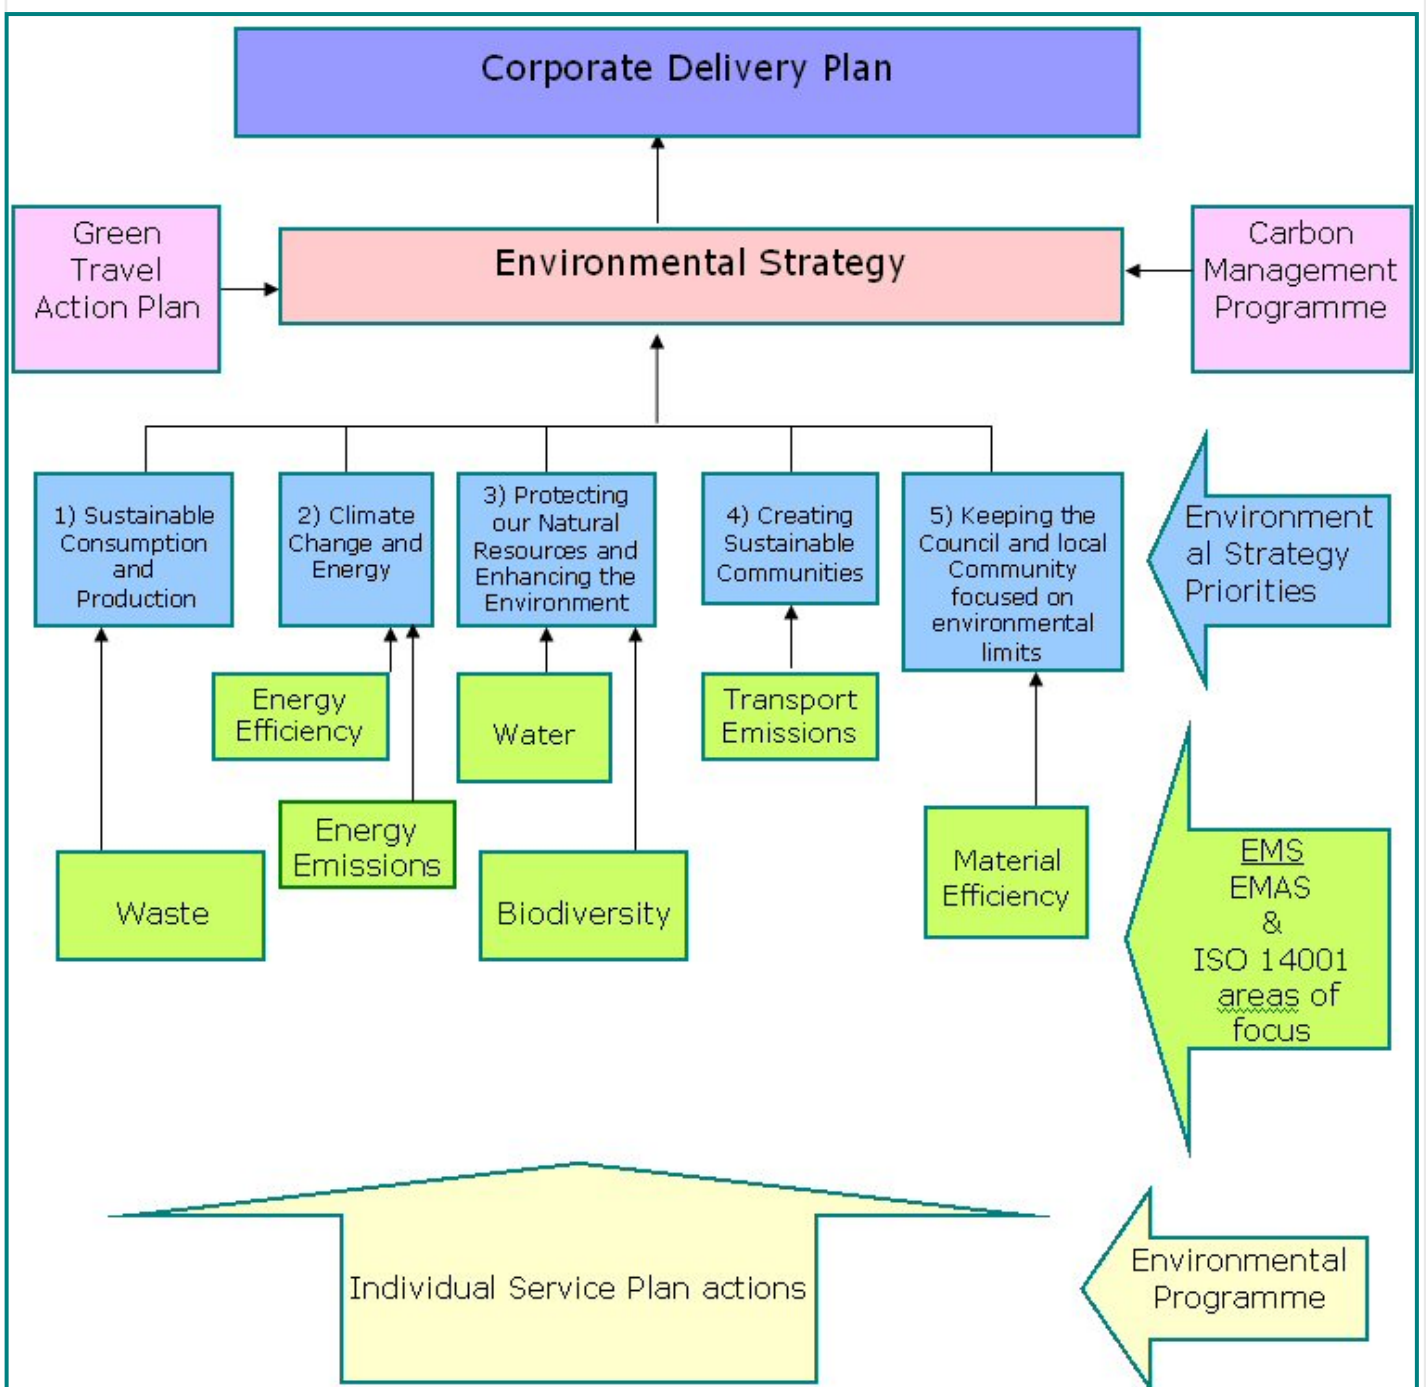 Corporate Delivery Plan
Green
Travel
Action Plan
Environmental Strategy
Carbon
Management
Programme
1) Sustainable
Consumption
and
Production
2) Climate
Change and
Energy
3) Protecting
our Natural
Resources and
Enhancing the
Environment
4) Creating
Sustainable
Communities
5) Keeping the
Council and local
Community
focused on
environmental
limits
Environment
al Strategy
Priorities
Energy
Efficiency
Water
Transport
Emissions
Energy
Emissions
Waste
Biodiversity
Material
Efficiency
EMS
EMAS
&
ISO 14001
areas of
focus
Individual Service Plan actions
Environmental
Programme